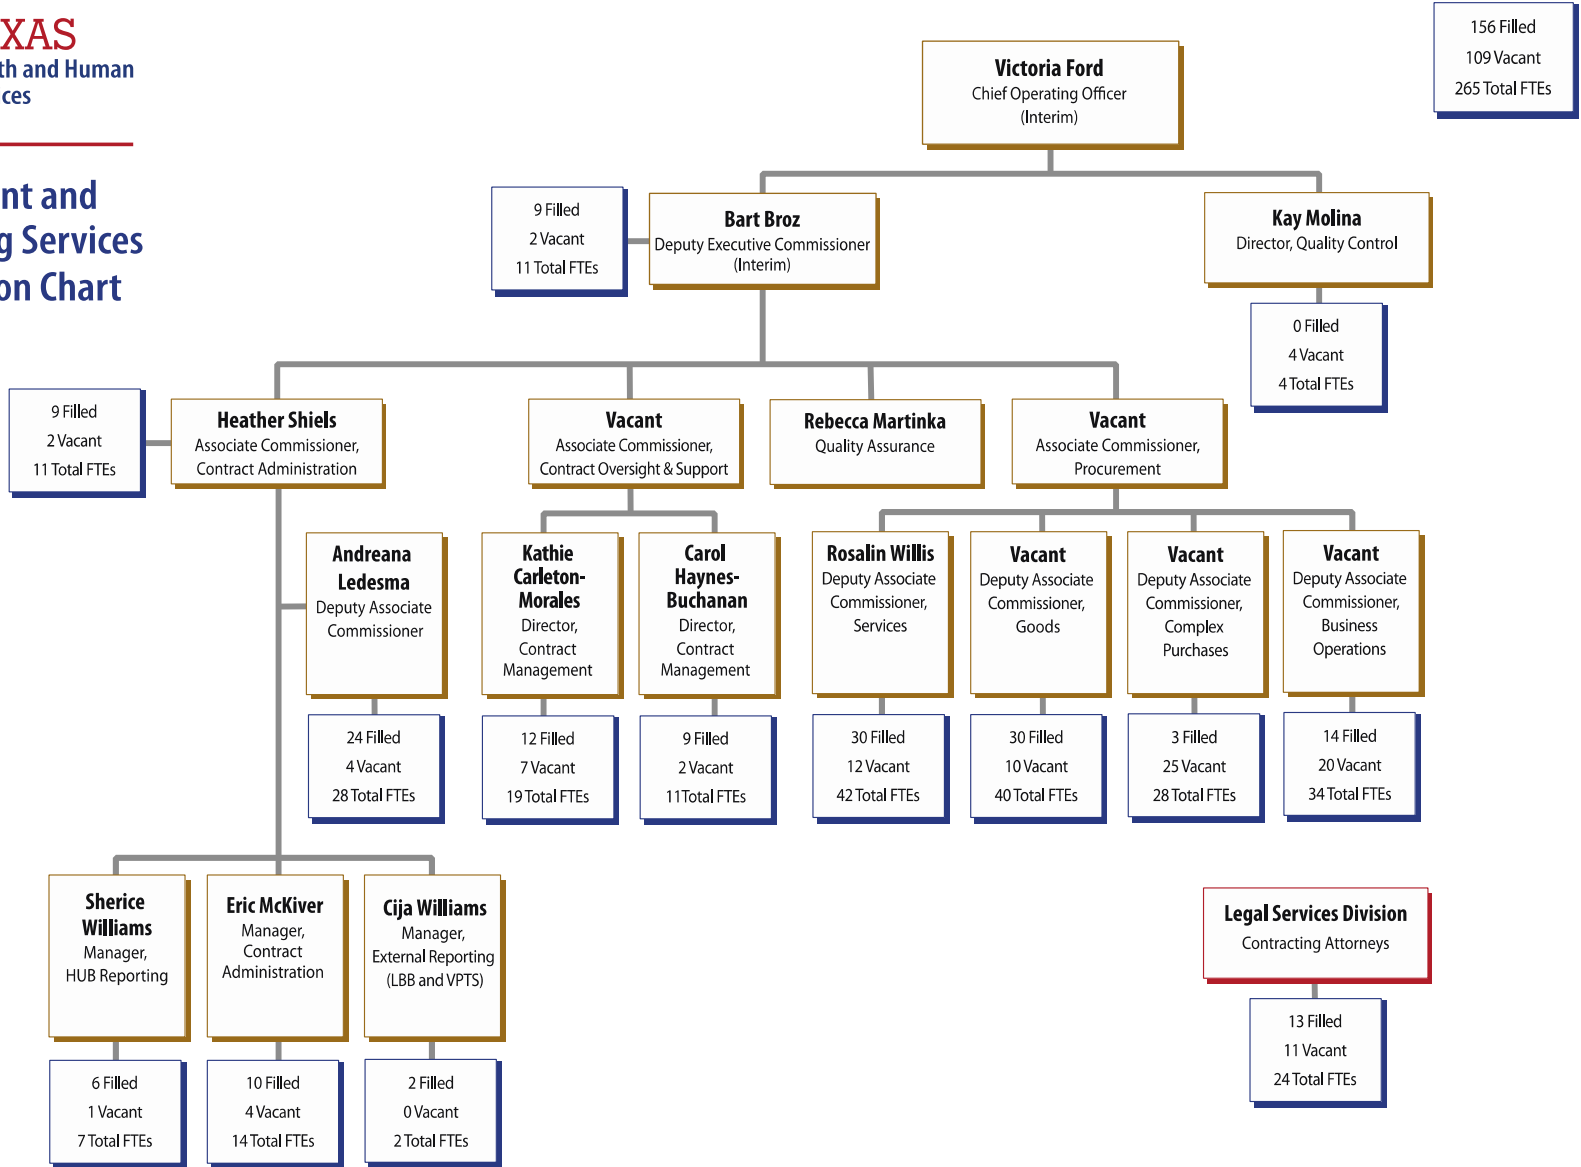 XAS
th and Human
ces
nt and
g Services
on Chart
156 Filled
109 Vacant
265 Total FTEs
Victoria Ford
Chief Operating Officer
(Interim)
9 Filled
2 Vacant
11 Total FTEs
Bart Broz
Deputy Executive Commissioner
(Interim)
Kay Molina
Director, Quality Control
0 Filled
4 Vacant
4 Total FTEs
9 Filled
2 Vacant
11 Total FTEs
Heather Shiels
Associate Commissioner,
Contract Administration
Vacant
Associate Commissioner,
Contract Oversight & Support
Rebecca Martinka
Quality Assurance
Vacant
Associate Commissioner,
Procurement
Andreana
Ledesma
Deputy Associate
Commissioner
24 Filled
4 Vacant
28 Total FTEs
Kathie
Carleton-
Morales
Director,
Contract
Management
12 Filled
7 Vacant
19 Total FTEs
Carol
Haynes-
Buchanan
Director,
Contract
Management
9 Filled
2 Vacant
11Total FTEs
Rosalin Willis
Deputy Associate
Commissioner,
Services
30 Filled
12 Vacant
42 Total FTEs
Vacant
Deputy Associate
Commissioner,
Goods
30 Filled
10 Vacant
40 Total FTEs
Vacant
Deputy Associate
Commissioner,
Complex
Purchases
3 Filled
25 Vacant
28 Total FTEs
Vacant
Deputy Associate
Commissioner,
Business
Operations
14 Filled
20 Vacant
34 Total FTEs
Sherice
Williams
Manager,
HUB Reporting
6 Filled
1 Vacant
7 Total FTEs
Eric McKiver
Manager,
Contract
Administration
10 Filled
4 Vacant
14 Total FTEs
Cija Williams
Manager,
External Reporting
(LBB and VPTS)
2 Filled
0 Vacant
2 Total FTEs
Legal Services Division
Contracting Attorneys
13 Filled
11 Vacant
24 Total FTEs